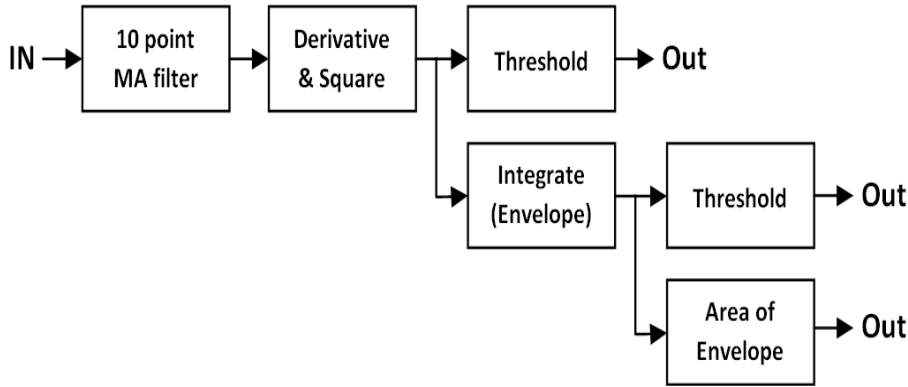 IN
10 point
MA filter
Derivative
& Square
Threshold
Out
Integrate
(Envelope)
Threshold
Out
Area of
Envelope
Out